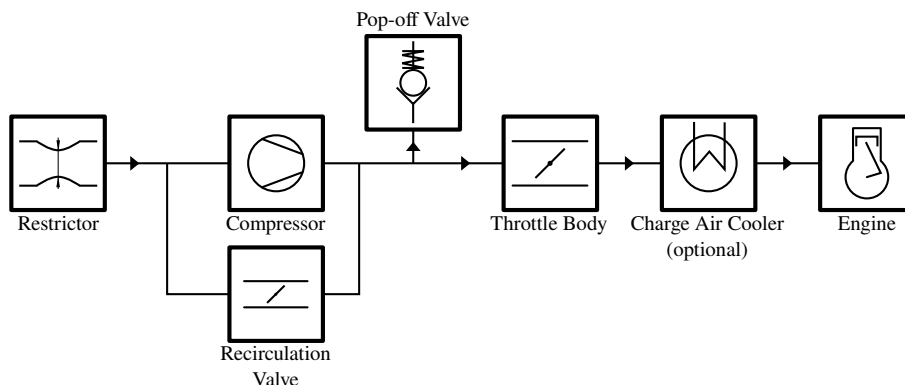 Pop-off Valve
Restrictor
Compressor
Throttle Body
Charge Air Cooler
(optional)
Engine
Recirculation
Valve